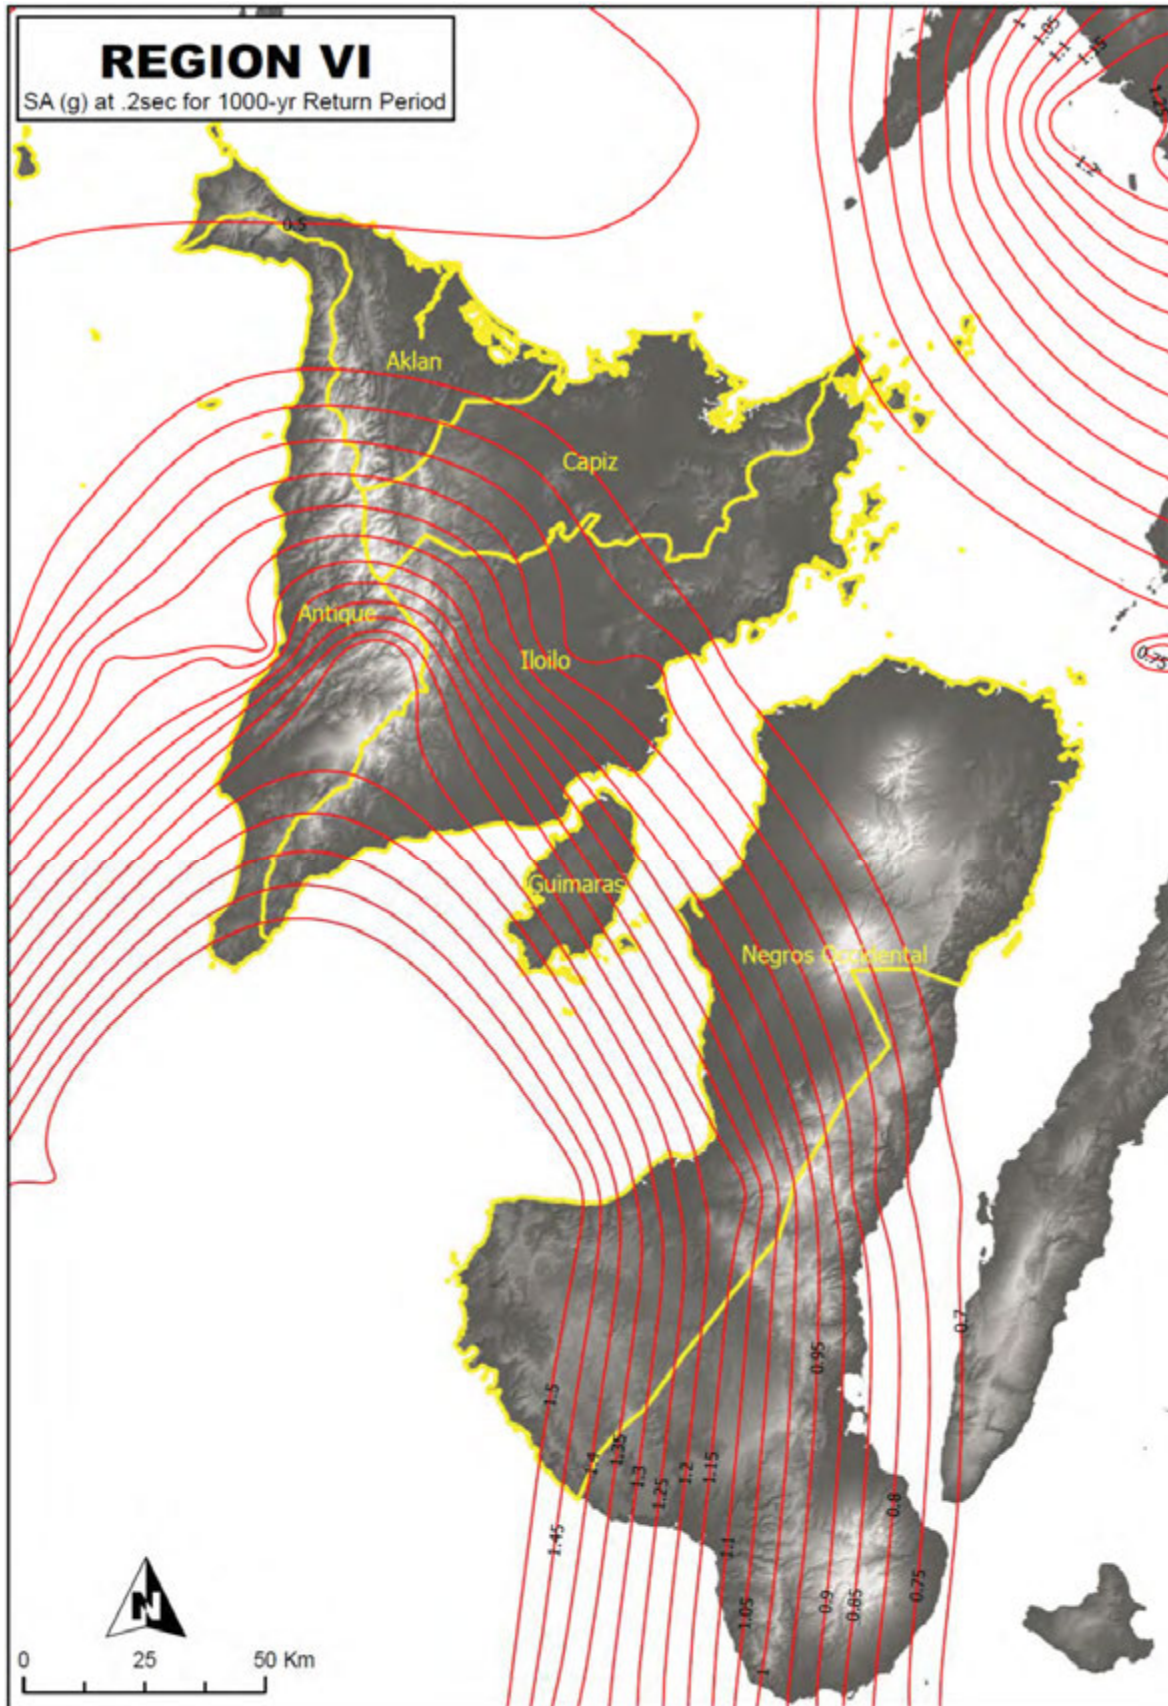 REGION VI
SA (g) at .2sec for 1000-yr Return Period
1
1.05
1.1
1.15
1.25
1.2
0.5
Aklan
Capiz
Antique
Iloilo
0.75
Guimaras
Negros Occidental
0.7
0.95
1.5
1.4
1.35
1.3
1.25
1.2
1.15
0.8
1.45
1.1
0.75
0.9
0.85
1.05
1
N
0 25 50 Km